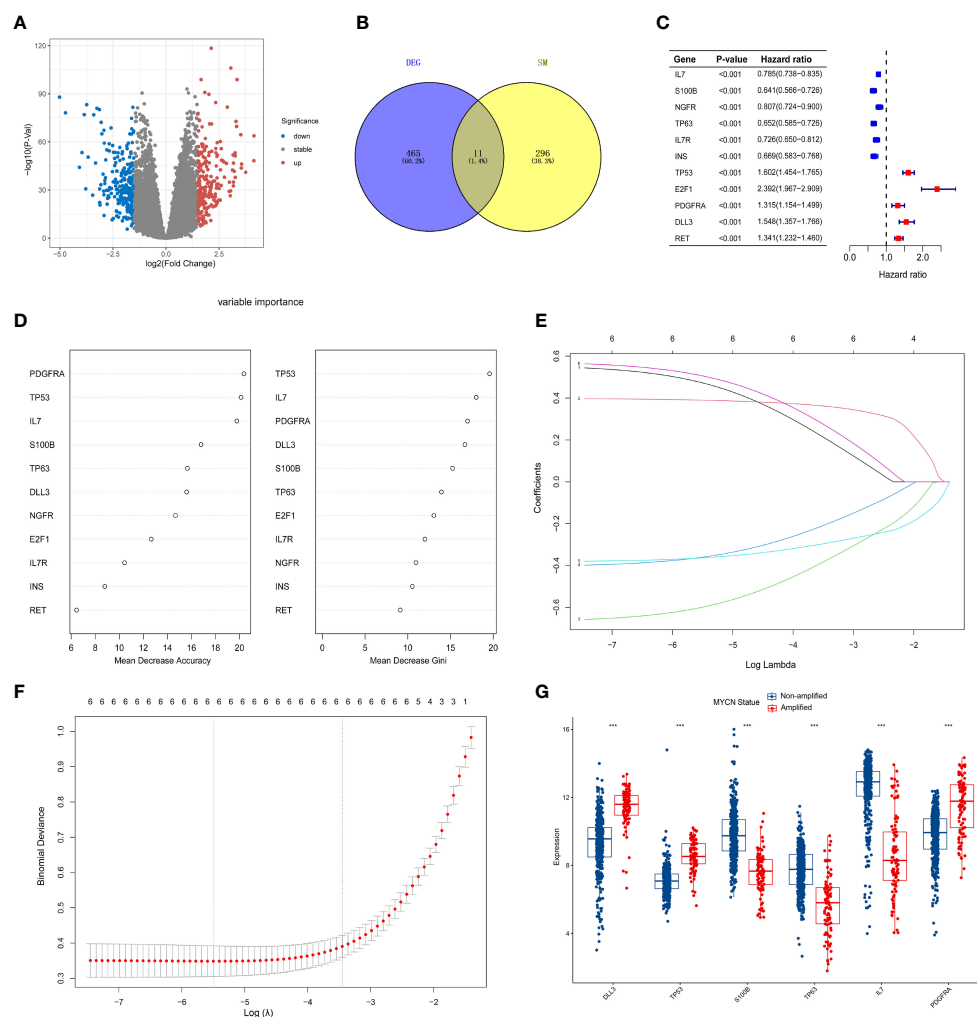 A
120
90
60
30
0
−log10(P-Val)
−5.0
−2.5
0.0
2.5
log2(Fold Change)
Significance
down
stable
up
B
DEG
SM
465
(60.2%)
11
(1.4%)
296
(38.3%)
C
Gene P-value Hazard ratio
IL7 <0.001 0.785(0.738−0.835)
S100B <0.001 0.641(0.566−0.726)
NGFR <0.001 0.807(0.724−0.900)
TP63 <0.001 0.652(0.585−0.726)
IL7R <0.001 0.726(0.650−0.812)
INS <0.001 0.669(0.583−0.768)
TP53 <0.001 1.602(1.454−1.765)
E2F1 <0.001 2.392(1.967−2.909)
PDGFRA <0.001 1.315(1.154−1.499)
DLL3 <0.001 1.548(1.357−1.766)
RET <0.001 1.341(1.232−1.460)
0.0 1.0 2.0
Hazard ratio
variable importance
D
PDGFRA
TP53
IL7
S100B
TP63
DLL3
NGFR
E2F1
IL7R
INS
RET
6 8 10 12 14 16 18 20
Mean Decrease Accuracy
TP53
IL7
PDGFRA
DLL3
S100B
TP63
E2F1
IL7R
NGFR
INS
RET
0 5 10 15 20
Mean Decrease Gini
E
6 6 6 6 6 4
0.6
0.4
0.2
0.0
−0.2
−0.4
−0.6
Coefficients
−7 −6 −5 −4 −3 −2
Log Lambda
F
6 6 6 6 6 6 6 6 6 6 6 6 6 6 6 6 6 6 6 6 6 6 6 6 6 5 4 3 3 1
1.0
0.9
0.8
0.7
0.6
0.5
0.4
0.3
Binomial Deviance
−7 −6 −5 −4 −3 −2
Log (λ)
G
MYCN Statue
Non-amplified
Amplified
*** *** *** *** *** ***
16
12
8
4
Expression
DLL3
TP53
S100B
TP63
IL7
PDGFRA